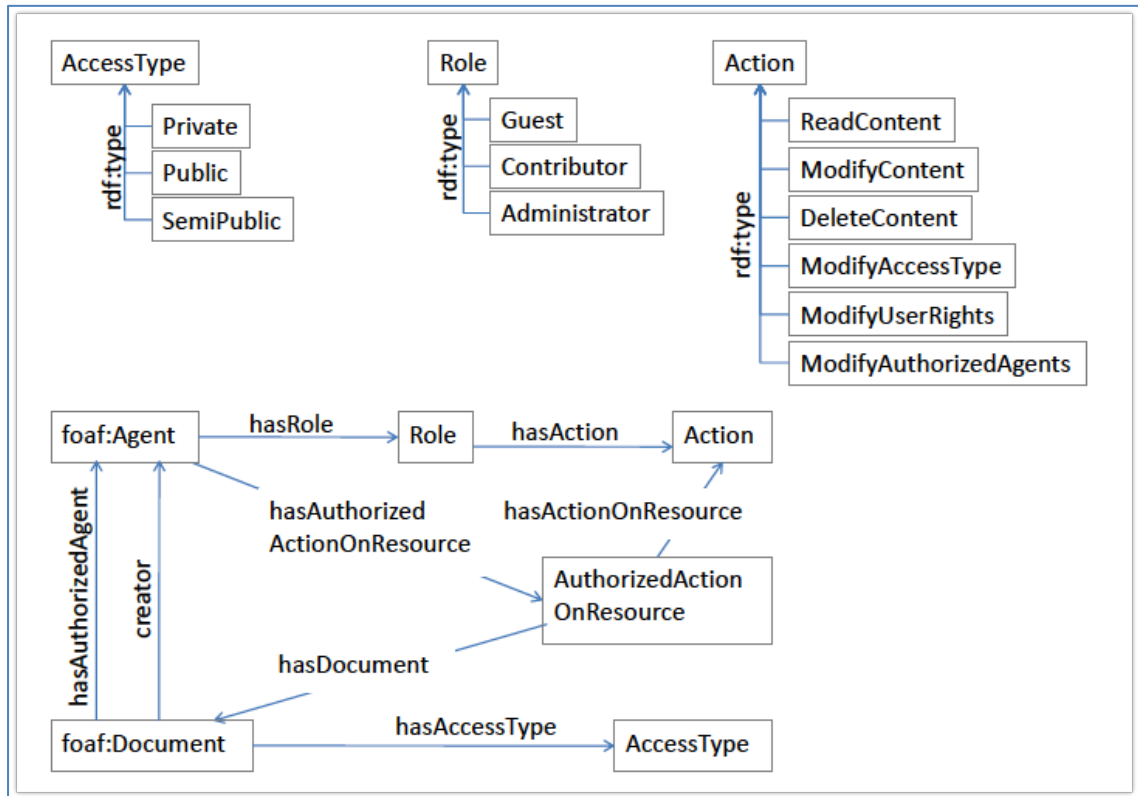 AccessType
Role
Action
rdf:type
Private
Public
SemiPublic
rdf:type
Guest
Contributor
Administrator
rdf:type
ReadContent
ModifyContent
DeleteContent
ModifyAccessType
ModifyUserRights
ModifyAuthorizedAgents
foaf:Agent
hasRole
Role
hasAction
Action
hasAuthorized
ActionOnResource
hasActionOnResource
hasAuthorizedAgent
creator
AuthorizedAction
OnResource
hasDocument
foaf:Document
hasAccessType
AccessType